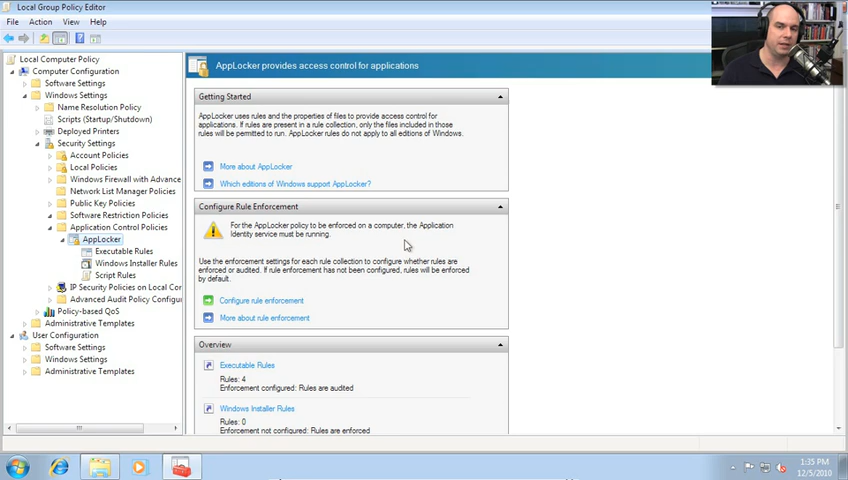 Local Group Policy Editor
File Action View Help
Local Computer Policy
Computer Configuration
Software Settings
Windows Settings
Name Resolution Policy
Scripts (Startup/Shutdown)
Deployed Printers
Security Settings
Account Policies
Local Policies
Windows Firewall with Advance
Network List Manager Policies
Public Key Policies
Software Restriction Policies
Application Control Policies
AppLocker
Executable Rules
Windows Installer Rules
Script Rules
IP Security Policies on Local Cor
Advanced Audit Policy Configur
Policy-based QoS
Administrative Templates
User Configuration
Software Settings
Windows Settings
Administrative Templates
AppLocker provides access control for applications
Getting Started
AppLocker uses rules and the properties of files to provide access control for
applications. If rules are present in a rule collection, only the files included in those
rules will be permitted to run. AppLocker rules do not apply to all editions of Windows.
More about AppLocker
Which editions of Windows support AppLocker?
Configure Rule Enforcement
For the AppLocker policy to be enforced on a computer, the Application
Identity service must be running.
Use the enforcement settings for each rule collection to configure whether rules are
enforced or audited. If rule enforcement has not been configured, rules will be enforced
by default.
Configure rule enforcement
More about rule enforcement
Overview
Executable Rules
Rules: 4
Enforcement configured: Rules are audited
Windows Installer Rules
Rules: 0
Enforcement not configured: Rules are enforced
1:35 PM
12/5/2010